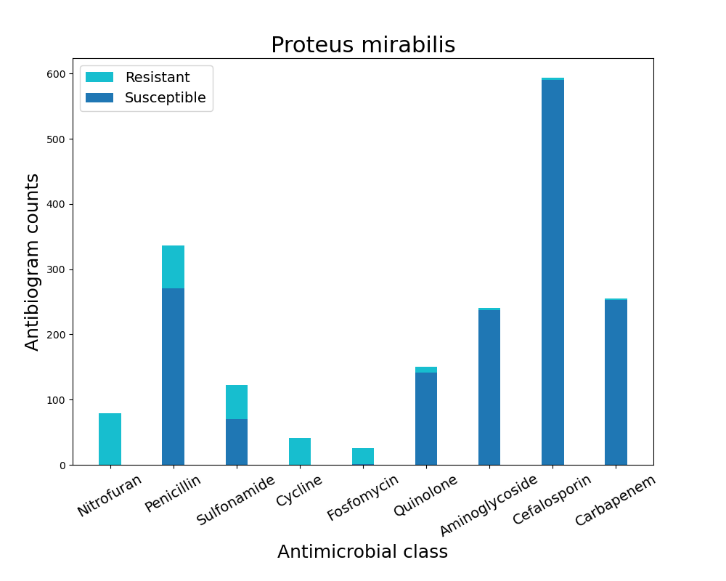 Proteus mirabilis
Resistant
Susceptible
Antibiogram counts
600
500
400
300
200
100
0
Nitrofuran
Penicillin
Sulfonamide
Cycline
Fosfomycin
Quinolone
Aminoglycoside
Cefalosporin
Carbapenem
Antimicrobial class